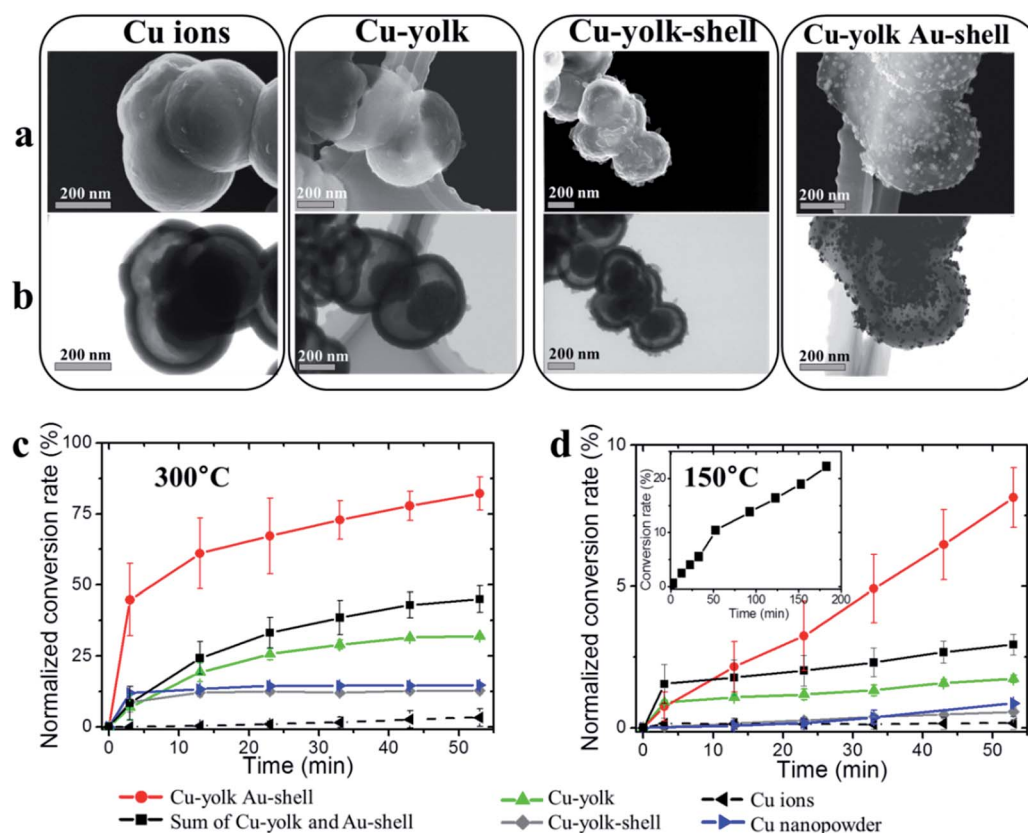 Cu ions
Cu-yolk
Cu-yolk-shell
Cu-yolk Au-shell
a
200 nm
200 nm
200 nm
200 nm
b
200 nm
200 nm
200 nm
200 nm
c
300°C
Normalized conversion rate (%)
100
75
50
25
0
0 10 20 30 40 50
Time (min)
d
150°C
Normalized conversion rate (%)
10
5
0
0 10 20 30 40 50
Time (min)
Conversion rate (%)
20
10
0
0 50 100 150 200
Time (min)
Cu-yolk Au-shell
Cu-yolk
Cu ions
Sum of Cu-yolk and Au-shell
Cu-yolk-shell
Cu nanopowder